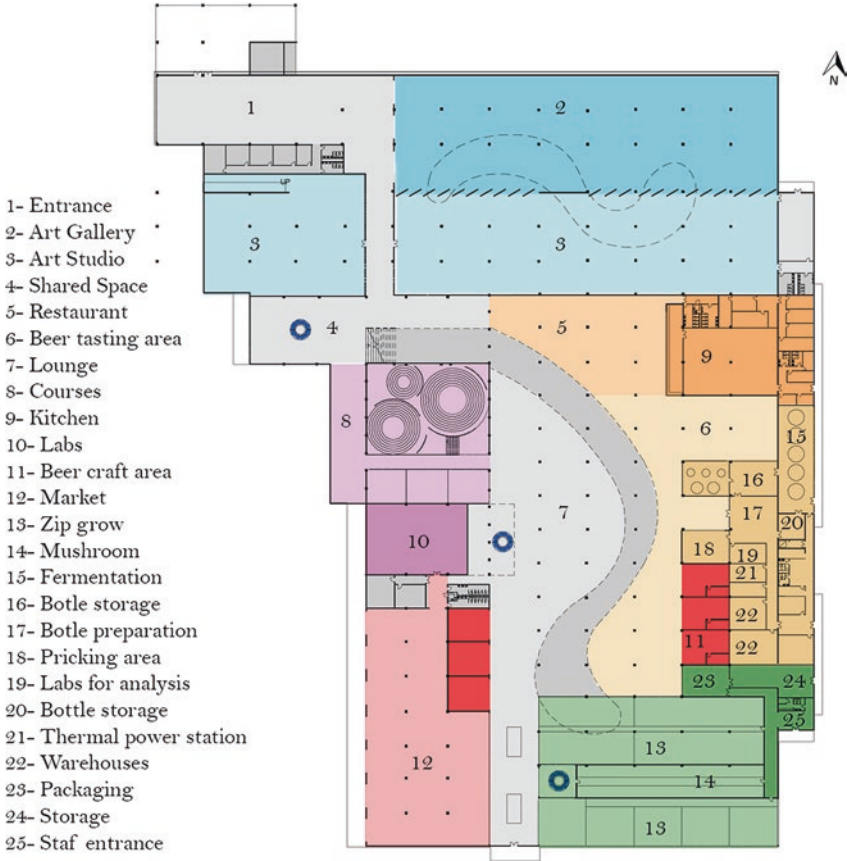 N
1
2
UP
3
3
4
5
9
8
6
15
16
17
20
10
7
18
19
21
22
11
22
23
24
25
13
12
14
13
1- Entrance
2- Art Gallery
3- Art Studio
4- Shared Space
5- Restaurant
6- Beer tasting area
7- Lounge
8- Courses
9- Kitchen
10- Labs
11- Beer craft area
12- Market
13- Zip grow
14- Mushroom
15- Fermentation
16- Botle storage
17- Botle preparation
18- Pricking area
19- Labs for analysis
20- Bottle storage
21- Thermal power station
22- Warehouses
23- Packaging
24- Storage
25- Staf entrance